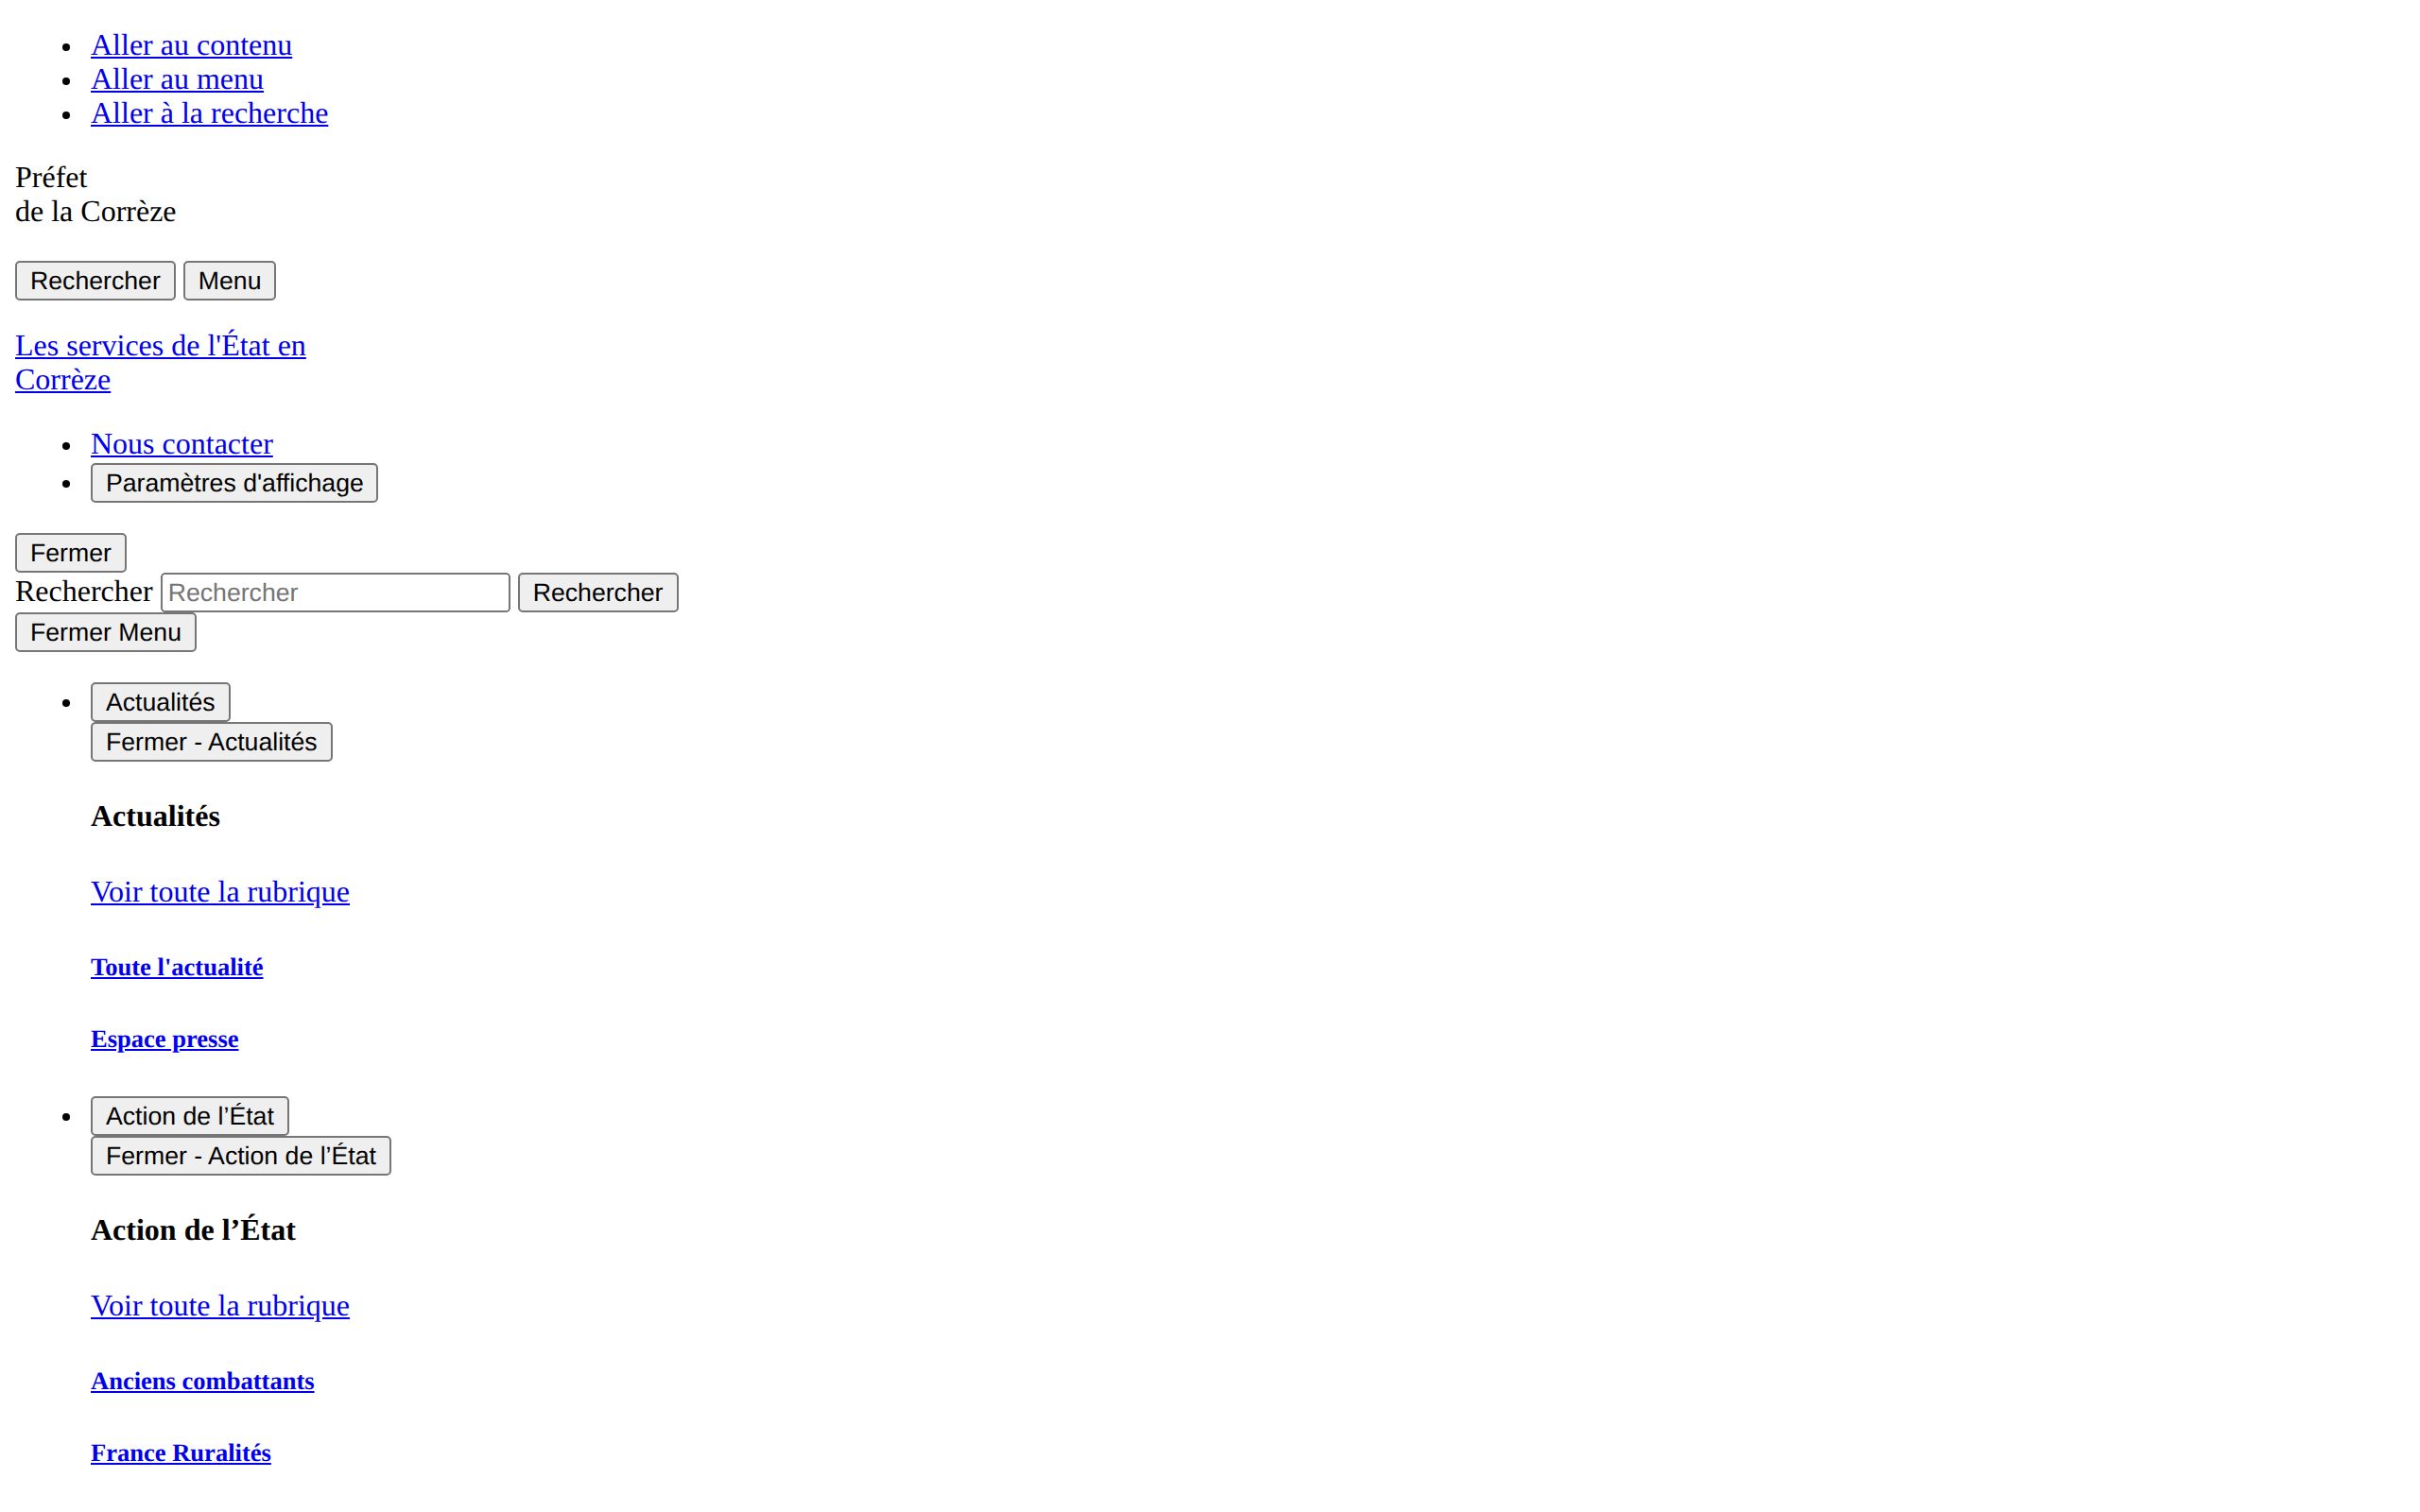 Aller au contenu
Aller au menu
Aller à la recherche
Préfet
de la Corrèze
Rechercher Menu
Les services de l'État en
Corrèze
Nous contacter
Paramètres d'affichage
Fermer
Rechercher Rechercher Rechercher
Fermer Menu
Actualités
Fermer - Actualités
Actualités
Voir toute la rubrique
Toute l'actualité
Espace presse
Action de l’État
Fermer - Action de l’État
Action de l’État
Voir toute la rubrique
Anciens combattants
France Ruralités